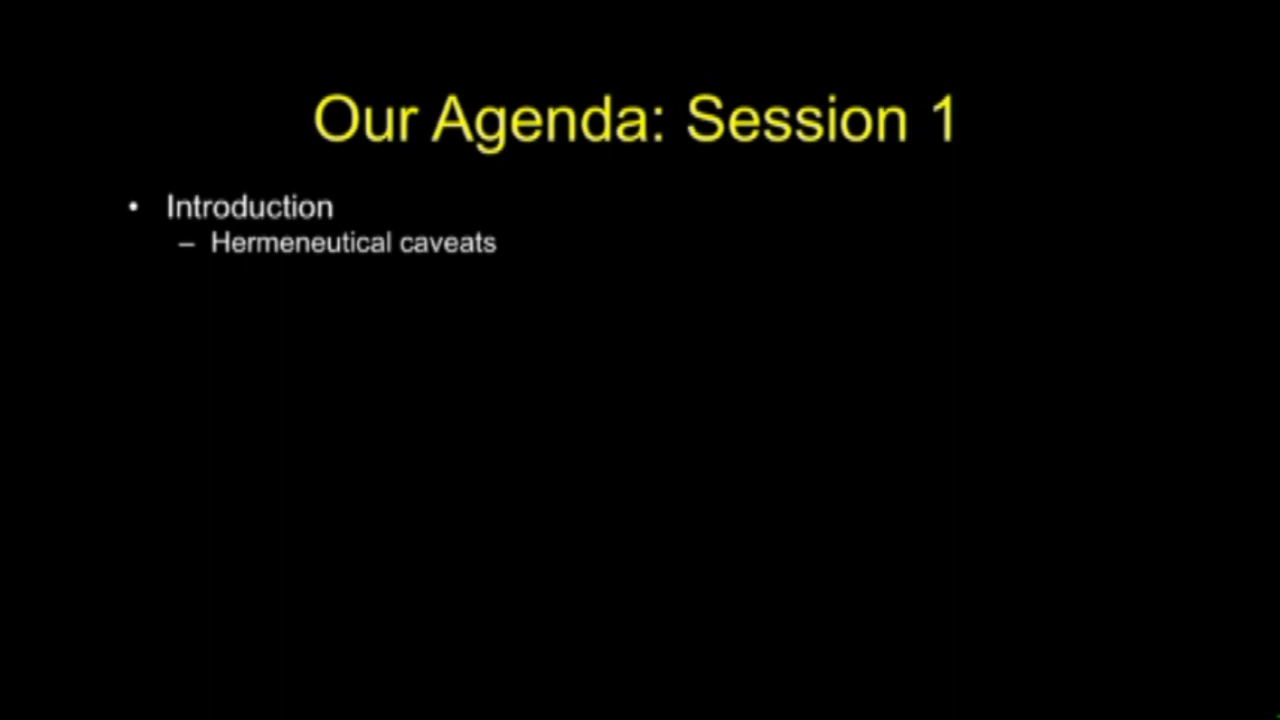 Our Agenda: Session 1
• Introduction
– Hermeneutical caveats